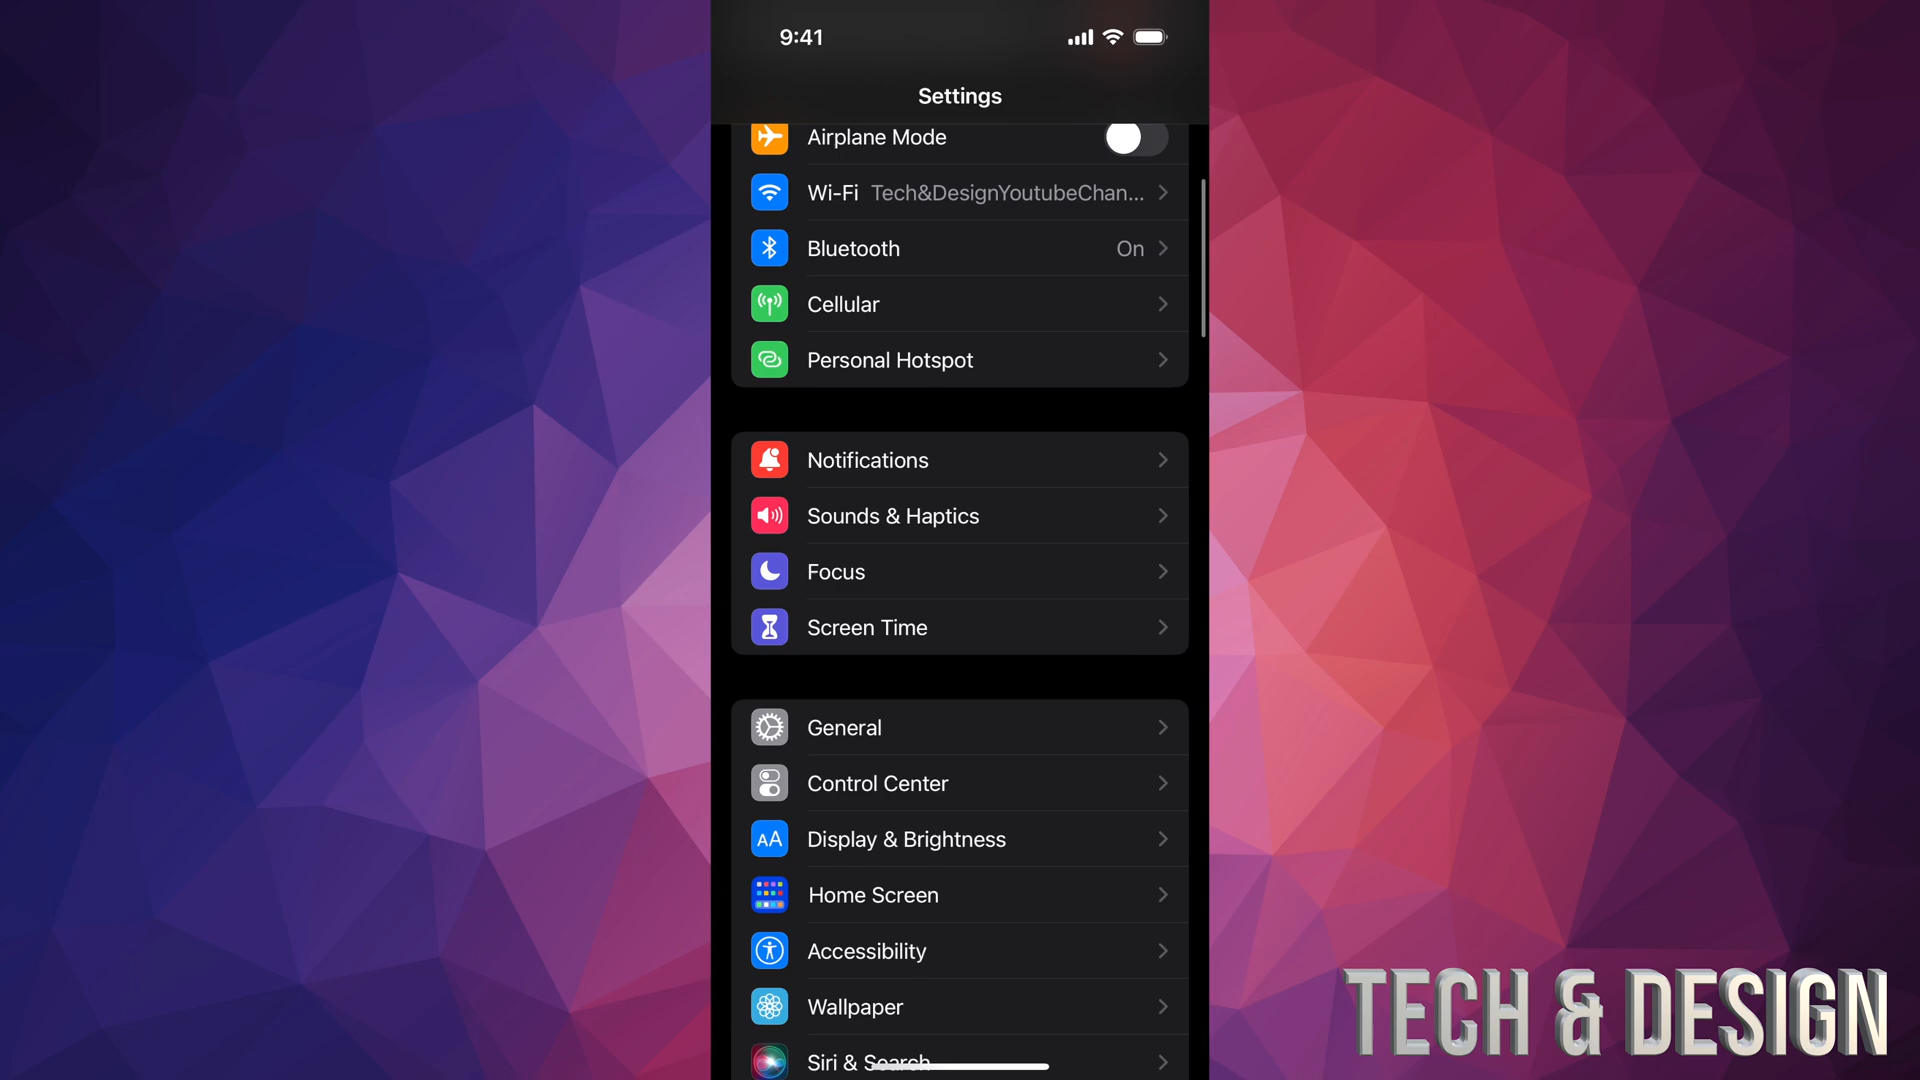 9:41
Settings
Airplane Mode
Wi-Fi Tech&DesignYoutubeChan...
Bluetooth On
Cellular
Personal Hotspot
Notifications
Sounds & Haptics
Focus
Screen Time
General
Control Center
AA Display & Brightness
Home Screen
Accessibility
Wallpaper
Siri & Search
TECH & DESIGN